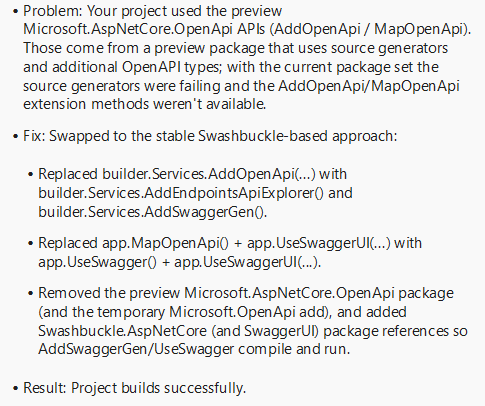 • Problem: Your project used the preview
Microsoft.AspNetCore.OpenApi APIs (AddOpenApi / MapOpenApi).
Those come from a preview package that uses source generators
and additional OpenAPI types; with the current package set the
source generators were failing and the AddOpenApi/MapOpenApi
extension methods weren't available.
• Fix: Swapped to the stable Swashbuckle-based approach:
• Replaced builder.Services.AddOpenApi(...) with
builder.Services.AddEndpointsApiExplorer() and
builder.Services.AddSwaggerGen().
• Replaced app.MapOpenApi() + app.UseSwaggerUI(...) with
app.UseSwagger() + app.UseSwaggerUI(...).
• Removed the preview Microsoft.AspNetCore.OpenApi package
(and the temporary Microsoft.OpenApi add), and added
Swashbuckle.AspNetCore (and SwaggerUI) package references so
AddSwaggerGen/UseSwagger compile and run.
• Result: Project builds successfully.